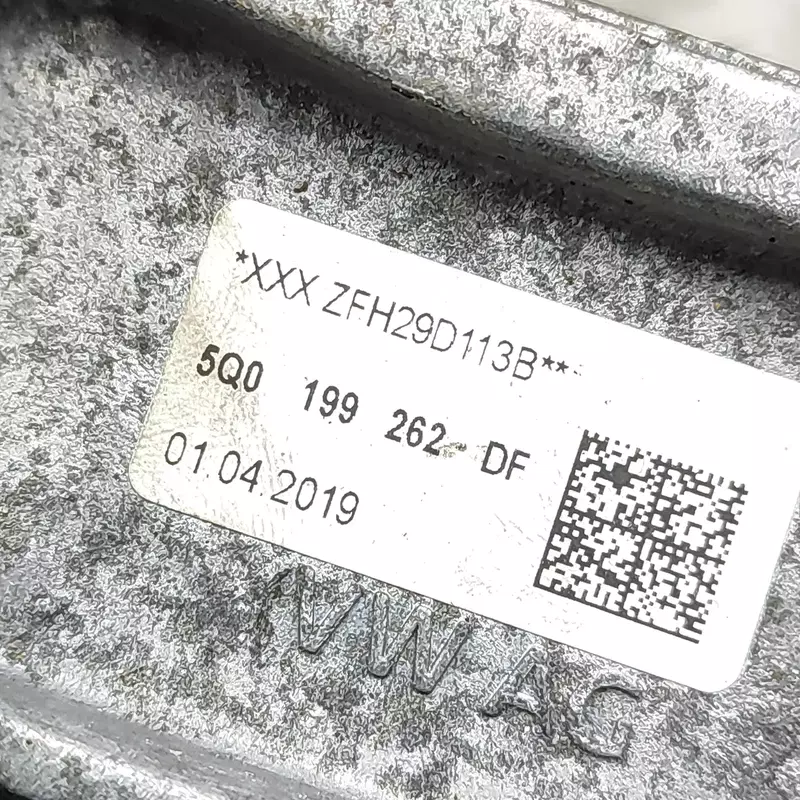 *XXX ZFH29D113B**-
5Q0 199 262 DF
01.04.2019
VW AG